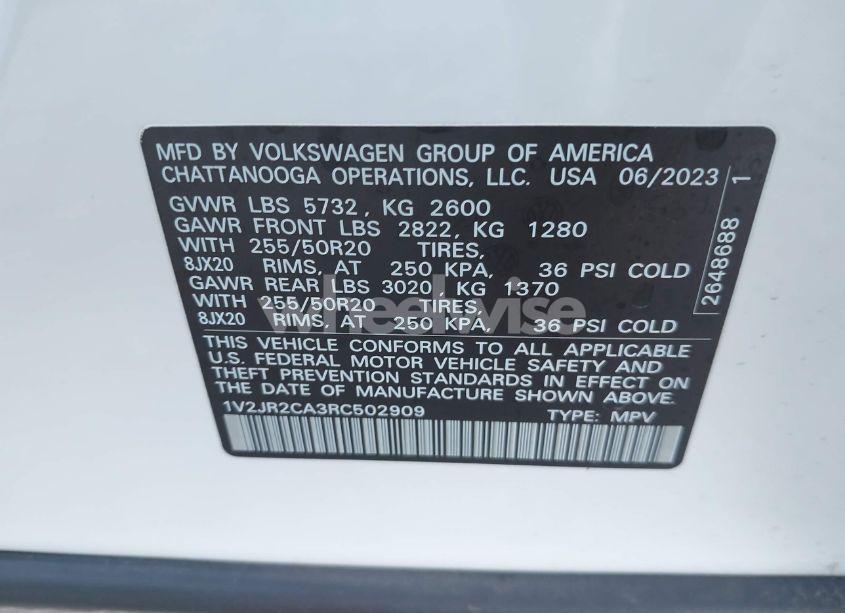 MFD BY VOLKSWAGEN GROUP OF AMERICA
CHATTANOOGA OPERATIONS, LLC. USA 06/2023
GVWR LBS 5732, KG 2600
GAWR FRONT LBS 2822, KG 1280
WITH 255/50R20 TIRES,
8JX20 RIMS, AT 250 KPA, 36 PSI COLD
GAWR REAR LBS 3020, KG 1370
WITH 255/50R20 TIRES,
8JX20 RIMS, AT 250 KPA, 36 PSI COLD
THIS VEHICLE CONFORMS TO ALL APPLICABLE
U.S. FEDERAL MOTOR VEHICLE SAFETY AND
THEFT PREVENTION STANDARDS IN EFFECT ON
THE DATE OF MANUFACTURE SHOWN ABOVE.
1V2JR2CA3RC502909 TYPE: MPV
2648688 1
wheelwise